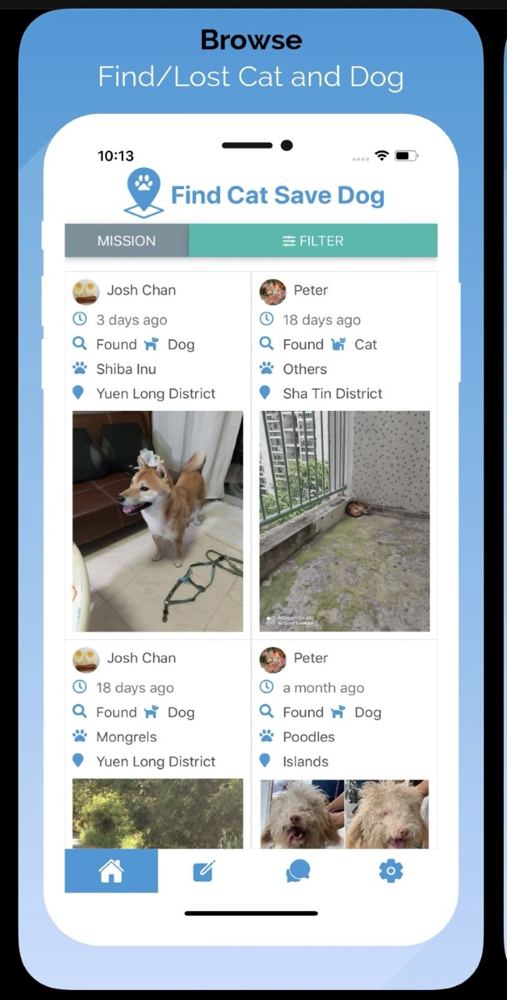 Browse
Find/Lost Cat and Dog
10:13
Find Cat Save Dog
MISSION
FILTER
Josh Chan
3 days ago
Found Dog
Shiba Inu
Yuen Long District
Peter
18 days ago
Found Cat
Others
Sha Tin District
Josh Chan
18 days ago
Found Dog
Mongrels
Yuen Long District
Peter
a month ago
Found Dog
Poodles
Islands